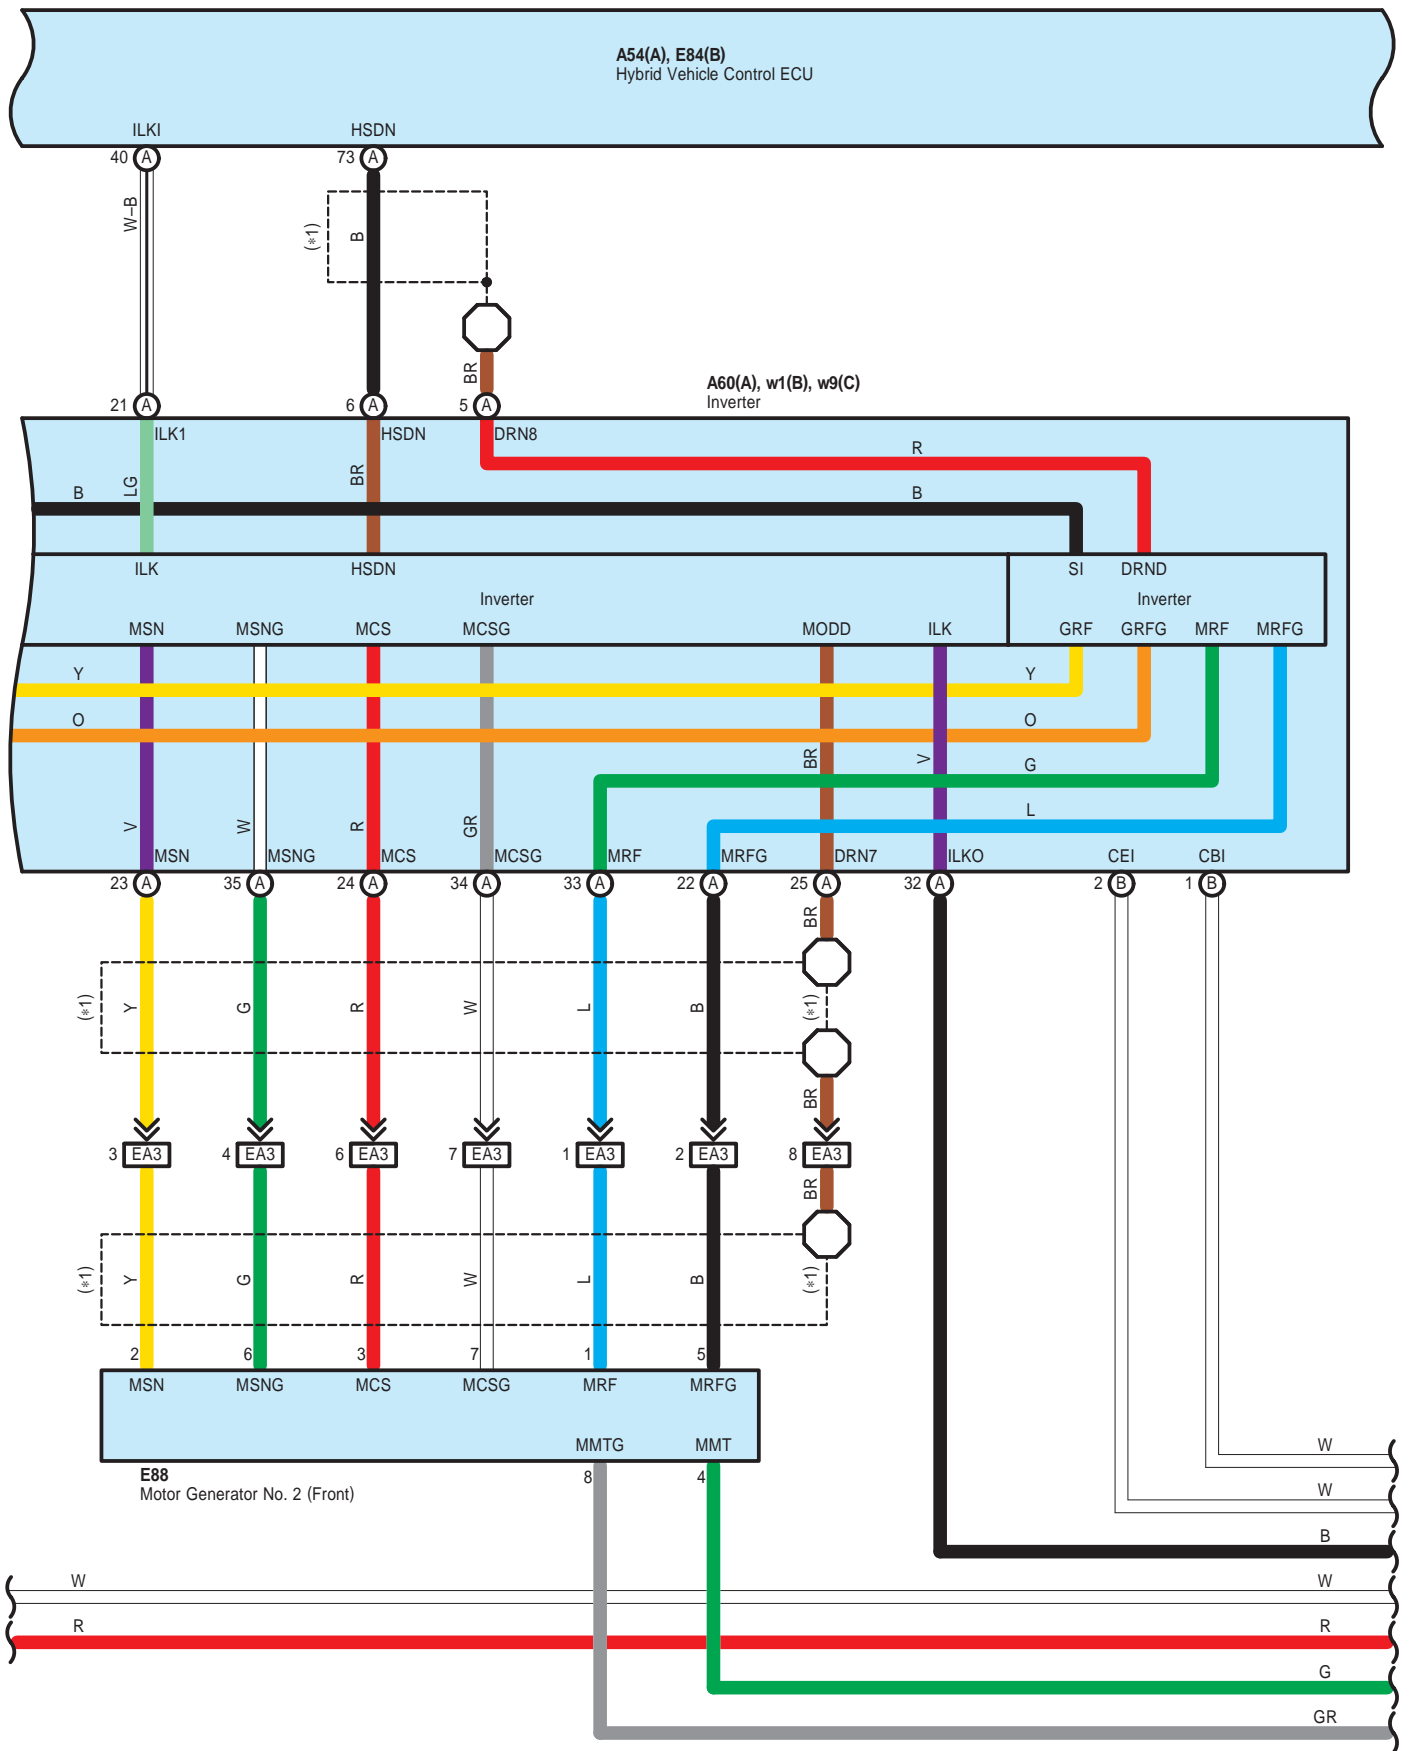 A54(A), E84(B)
Hybrid Vehicle Control ECU
ILKI HSDN
40 A 73 A
W–B (*1) B
BR
A60(A), w1(B), w9(C)
Inverter
21 A 6 A 5 A
ILK1 HSDN DRN8
R
LG BR
B B
ILK HSDN SI DRND
Inverter Inverter
MSN MSNG MCS MCSG MODD ILK GRF GRFG MRF MRFG
Y Y
O O
BR V G
L
V W R GR
MSN MSNG MCS MCSG MRF MRFG DRN7 ILKO CEI CBI
23 A 35 A 24 A 34 A 33 A 22 A 25 A 32 A 2 B 1 B
BR
(*1) Y G R W L B (*1)
BR
3 EA3 4 EA3 6 EA3 7 EA3 1 EA3 2 EA3 8 EA3
BR
(*1) Y G R W L B (*1)
2 6 3 7 1 5
MSN MSNG MCS MCSG MRF MRFG
MMTG MMT
8 4
E88
Motor Generator No. 2 (Front)
W
W
B
W W
R R
G
GR